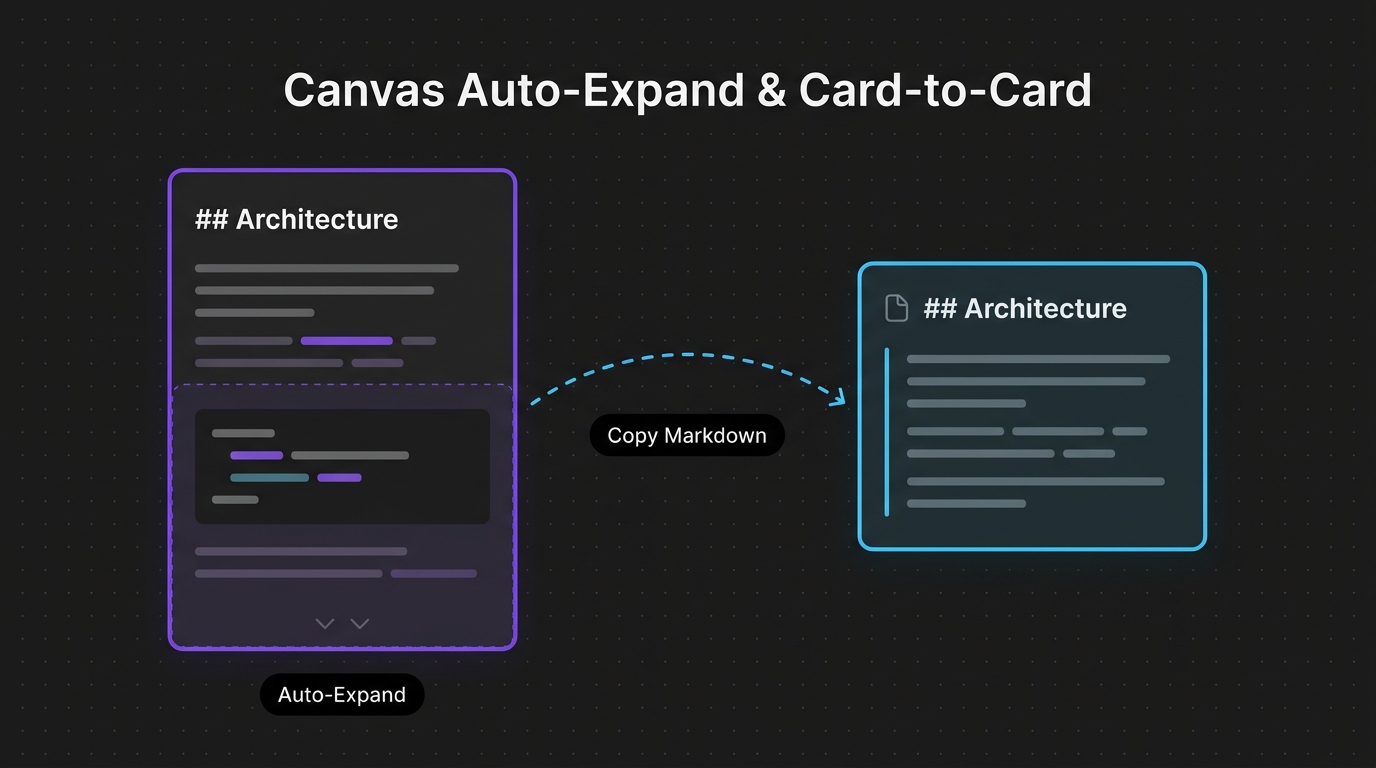 Canvas Auto-Expand & Card-to-Card
## Architecture
## Architecture
Copy Markdown
Auto-Expand